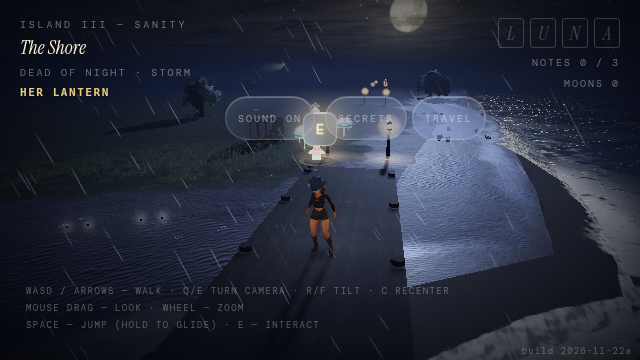 ISLAND III — SANITY
The Shore
DEAD OF NIGHT · STORM
HER LANTERN
L U N A
NOTES 0 / 3
MOONS 0
SOUND ON
E
SECRETS
TRAVEL
WASD / ARROWS — WALK · Q/E TURN CAMERA · R/F TILT · C RECENTER
MOUSE DRAG — LOOK · WHEEL — ZOOM
SPACE — JUMP (HOLD TO GLIDE) · E — INTERACT
build 2026-11-22a